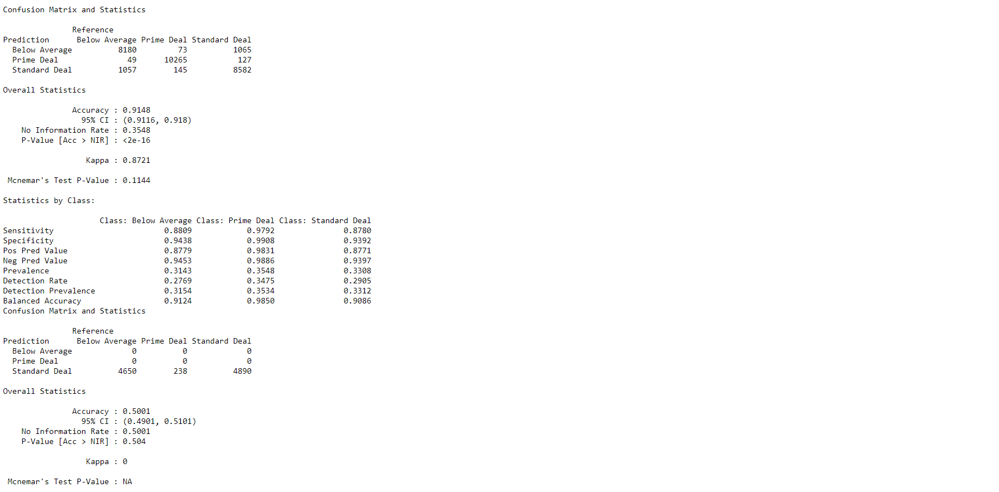 Confusion Matrix and Statistics
Reference
Prediction Below Average Prime Deal Standard Deal
Below Average 8180 73 1065
Prime Deal 49 10265 127
Standard Deal 1057 145 8582
Overall Statistics
Accuracy : 0.9148
95% CI : (0.9116, 0.918)
No Information Rate : 0.3548
P-Value [Acc > NIR] : <2e-16
Kappa : 0.8721
Mcnemar's Test P-Value : 0.1144
Statistics by Class:
Class: Below Average Class: Prime Deal Class: Standard Deal
Sensitivity 0.8809 0.9792 0.8780
Specificity 0.9438 0.9908 0.9392
Pos Pred Value 0.8779 0.9831 0.8771
Neg Pred Value 0.9453 0.9886 0.9397
Prevalence 0.3143 0.3548 0.3308
Detection Rate 0.2769 0.3475 0.2905
Detection Prevalence 0.3154 0.3534 0.3312
Balanced Accuracy 0.9124 0.9850 0.9086
Confusion Matrix and Statistics
Reference
Prediction Below Average Prime Deal Standard Deal
Below Average 0 0 0
Prime Deal 0 0 0
Standard Deal 4650 238 4890
Overall Statistics
Accuracy : 0.5001
95% CI : (0.4901, 0.5101)
No Information Rate : 0.5001
P-Value [Acc > NIR] : 0.504
Kappa : 0
Mcnemar's Test P-Value : NA